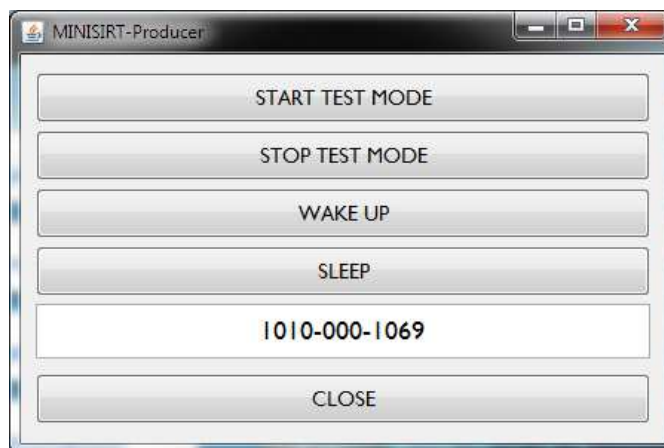 MINISIRT-Producer
START TEST MODE
STOP TEST MODE
WAKE UP
SLEEP
1010-000-1069
CLOSE